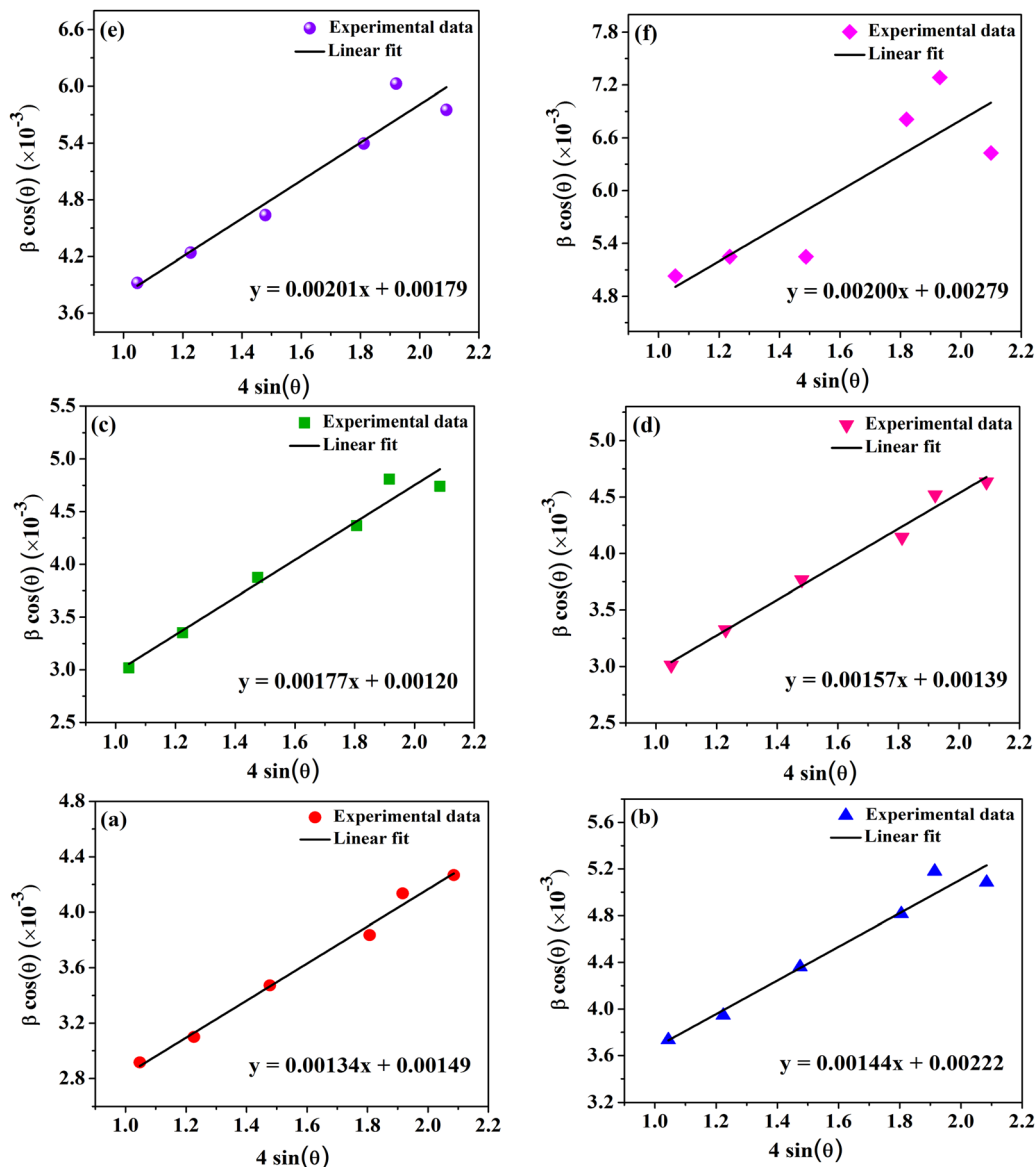 (e)
Experimental data
Linear fit
β cos(θ) (×10⁻³)
6.6
6.0
5.4
4.8
4.2
3.6
y = 0.00201x + 0.00179
1.0 1.2 1.4 1.6 1.8 2.0 2.2
4 sin(θ)
(f)
Experimental data
Linear fit
β cos(θ) (×10⁻³)
7.8
7.2
6.6
6.0
5.4
4.8
y = 0.00200x + 0.00279
1.0 1.2 1.4 1.6 1.8 2.0 2.2
4 sin(θ)
(c)
Experimental data
Linear fit
β cos(θ) (×10⁻³)
5.5
5.0
4.5
4.0
3.5
3.0
2.5
y = 0.00177x + 0.00120
1.0 1.2 1.4 1.6 1.8 2.0 2.2
4 sin(θ)
(d)
Experimental data
Linear fit
β cos(θ) (×10⁻³)
5.0
4.5
4.0
3.5
3.0
2.5
y = 0.00157x + 0.00139
1.0 1.2 1.4 1.6 1.8 2.0 2.2
4 sin(θ)
(a)
Experimental data
Linear fit
β cos(θ) (×10⁻³)
4.8
4.4
4.0
3.6
3.2
2.8
y = 0.00134x + 0.00149
1.0 1.2 1.4 1.6 1.8 2.0 2.2
4 sin(θ)
(b)
Experimental data
Linear fit
β cos(θ) (×10⁻³)
5.6
5.2
4.8
4.4
4.0
3.6
3.2
y = 0.00144x + 0.00222
1.0 1.2 1.4 1.6 1.8 2.0 2.2
4 sin(θ)